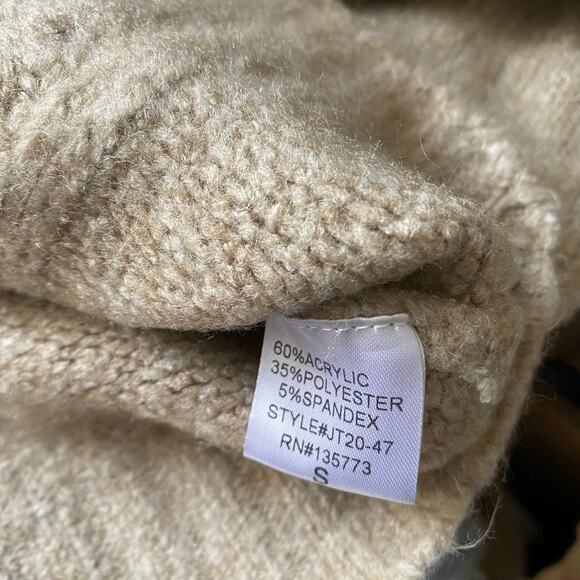 60%ACRYLIC
35%POLYESTER
5%SPANDEX
STYLE#JT20-47
RN#135773
S